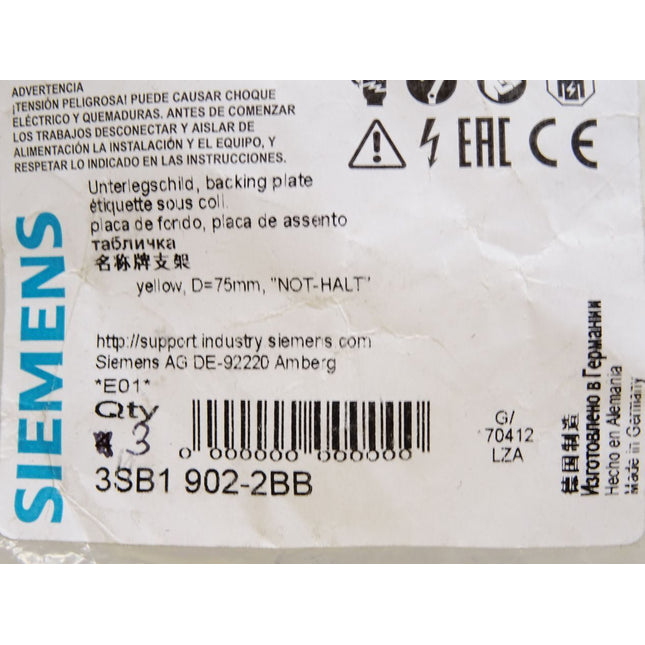 ADVERTENCIA
¡TENSIÓN PELIGROSA! PUEDE CAUSAR CHOQUE
ELÉCTRICO Y QUEMADURAS. ANTES DE COMENZAR
LOS TRABAJOS DESCONECTAR Y AISLAR DE
ALIMENTACIÓN LA INSTALACIÓN Y EL EQUIPO, Y
RESPETAR LO INDICADO EN LAS INSTRUCCIONES.
EAC CE
SIEMENS
Unterlegschild, backing plate
étiquette sous coll.
placa de fondo, placa de assento
табличка
名称牌支架
yellow, D=75mm, "NOT-HALT"
http://support.industry siemens com
Siemens AG DE-92220 Amberg
*E01*
Qty
3
0 000000 000000
3SB1 902-2BB
G/
70412
LZA
德国制造
Изготовлено в Германии
Hecho en Alemania
Made in Germany